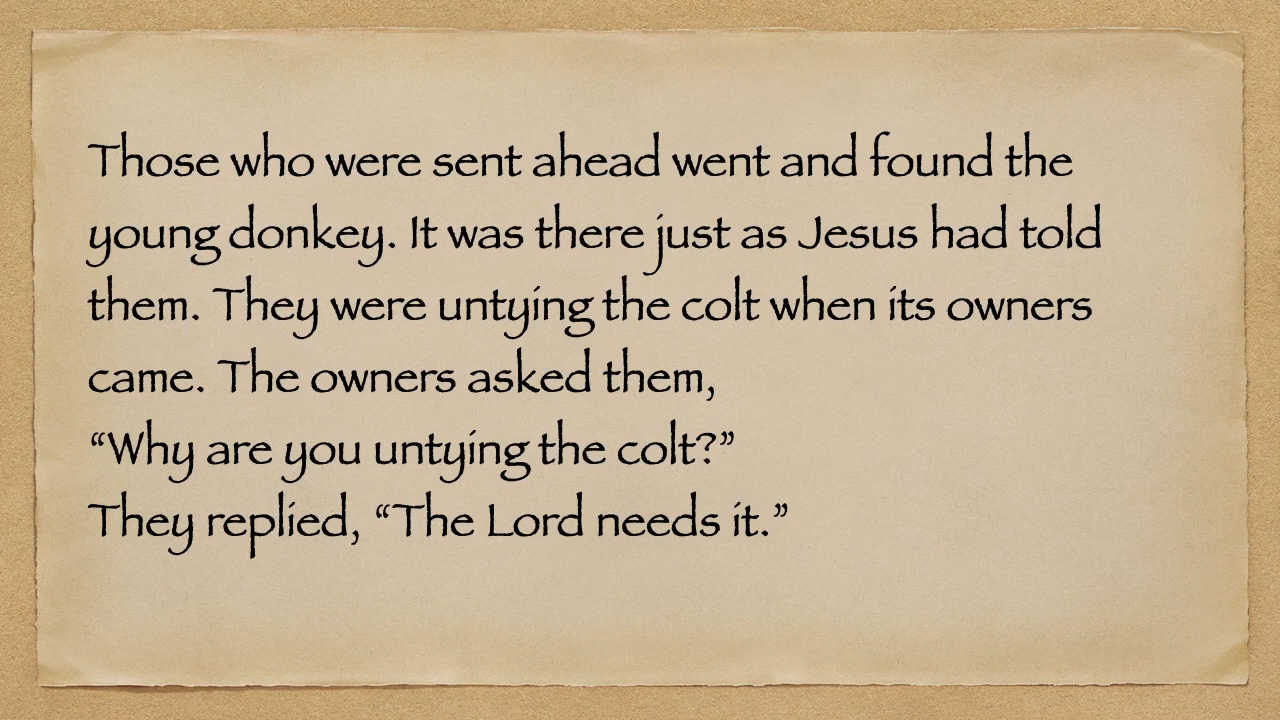 Those who were sent ahead went and found the
young donkey. It was there just as Jesus had told
them. They were untying the colt when its owners
came. The owners asked them,
“Why are you untying the colt?”
They replied, “The Lord needs it.”